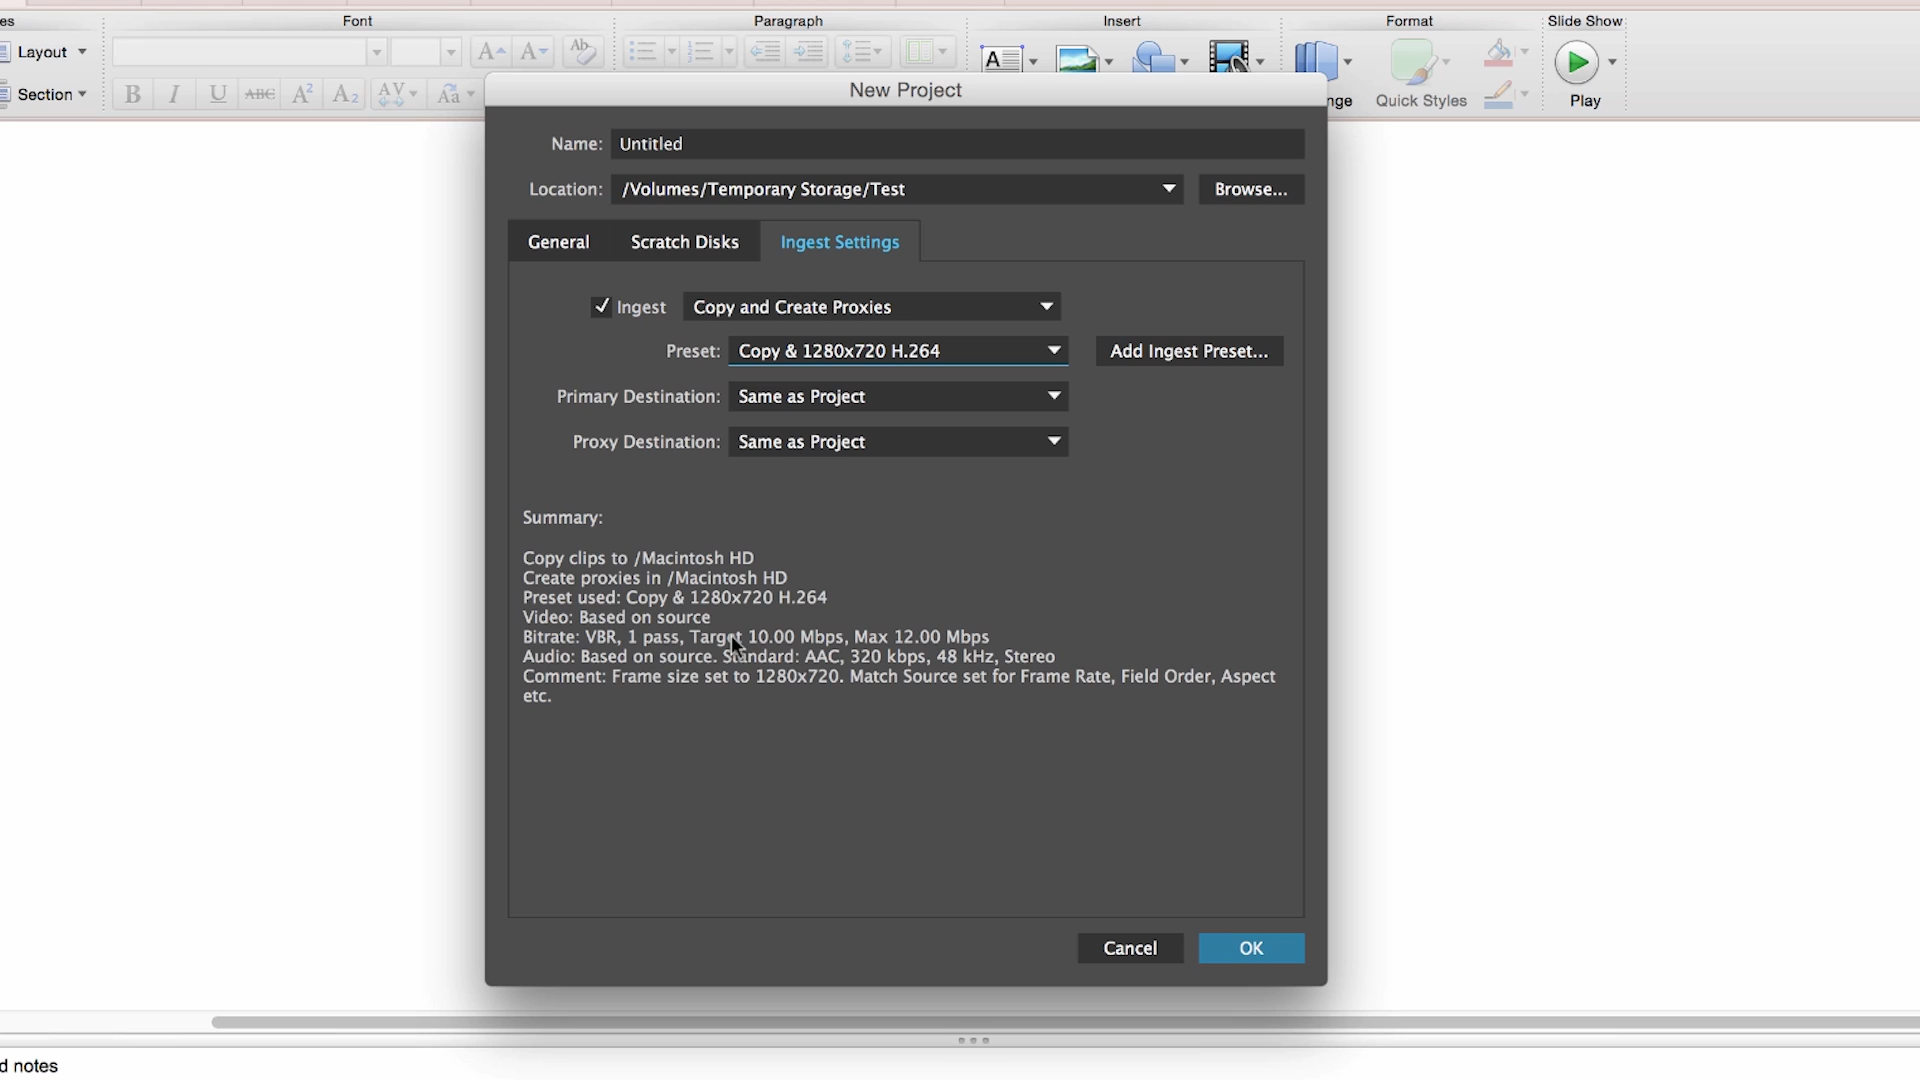 es
Font
Paragraph
Insert
Format
Slide Show
Layout
Section
nge
Quick Styles
Play
New Project
Name: Untitled
Location: /Volumes/Temporary Storage/Test
Browse...
General
Scratch Disks
Ingest Settings
Ingest
Copy and Create Proxies
Preset: Copy & 1280x720 H.264
Add Ingest Preset...
Primary Destination: Same as Project
Proxy Destination: Same as Project
Summary:
Copy clips to /Macintosh HD
Create proxies in /Macintosh HD
Preset used: Copy & 1280x720 H.264
Video: Based on source
Bitrate: VBR, 1 pass, Target 10.00 Mbps, Max 12.00 Mbps
Audio: Based on source. Standard: AAC, 320 kbps, 48 kHz, Stereo
Comment: Frame size set to 1280x720. Match Source set for Frame Rate, Field Order, Aspect
etc.
Cancel
OK
d notes